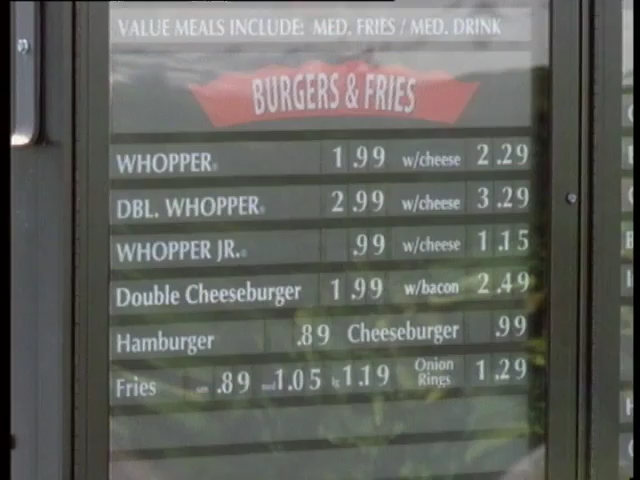 VALUE MEALS INCLUDE: MED. FRIES / MED. DRINK
BURGERS & FRIES
WHOPPER® 1.99 w/cheese 2.29
DBL. WHOPPER® 2.99 w/cheese 3.29
WHOPPER JR.® .99 w/cheese 1.15
Double Cheeseburger 1.99 w/bacon 2.49
Hamburger .89 Cheeseburger .99
Fries .89 1.05 1.19 Onion Rings 1.29